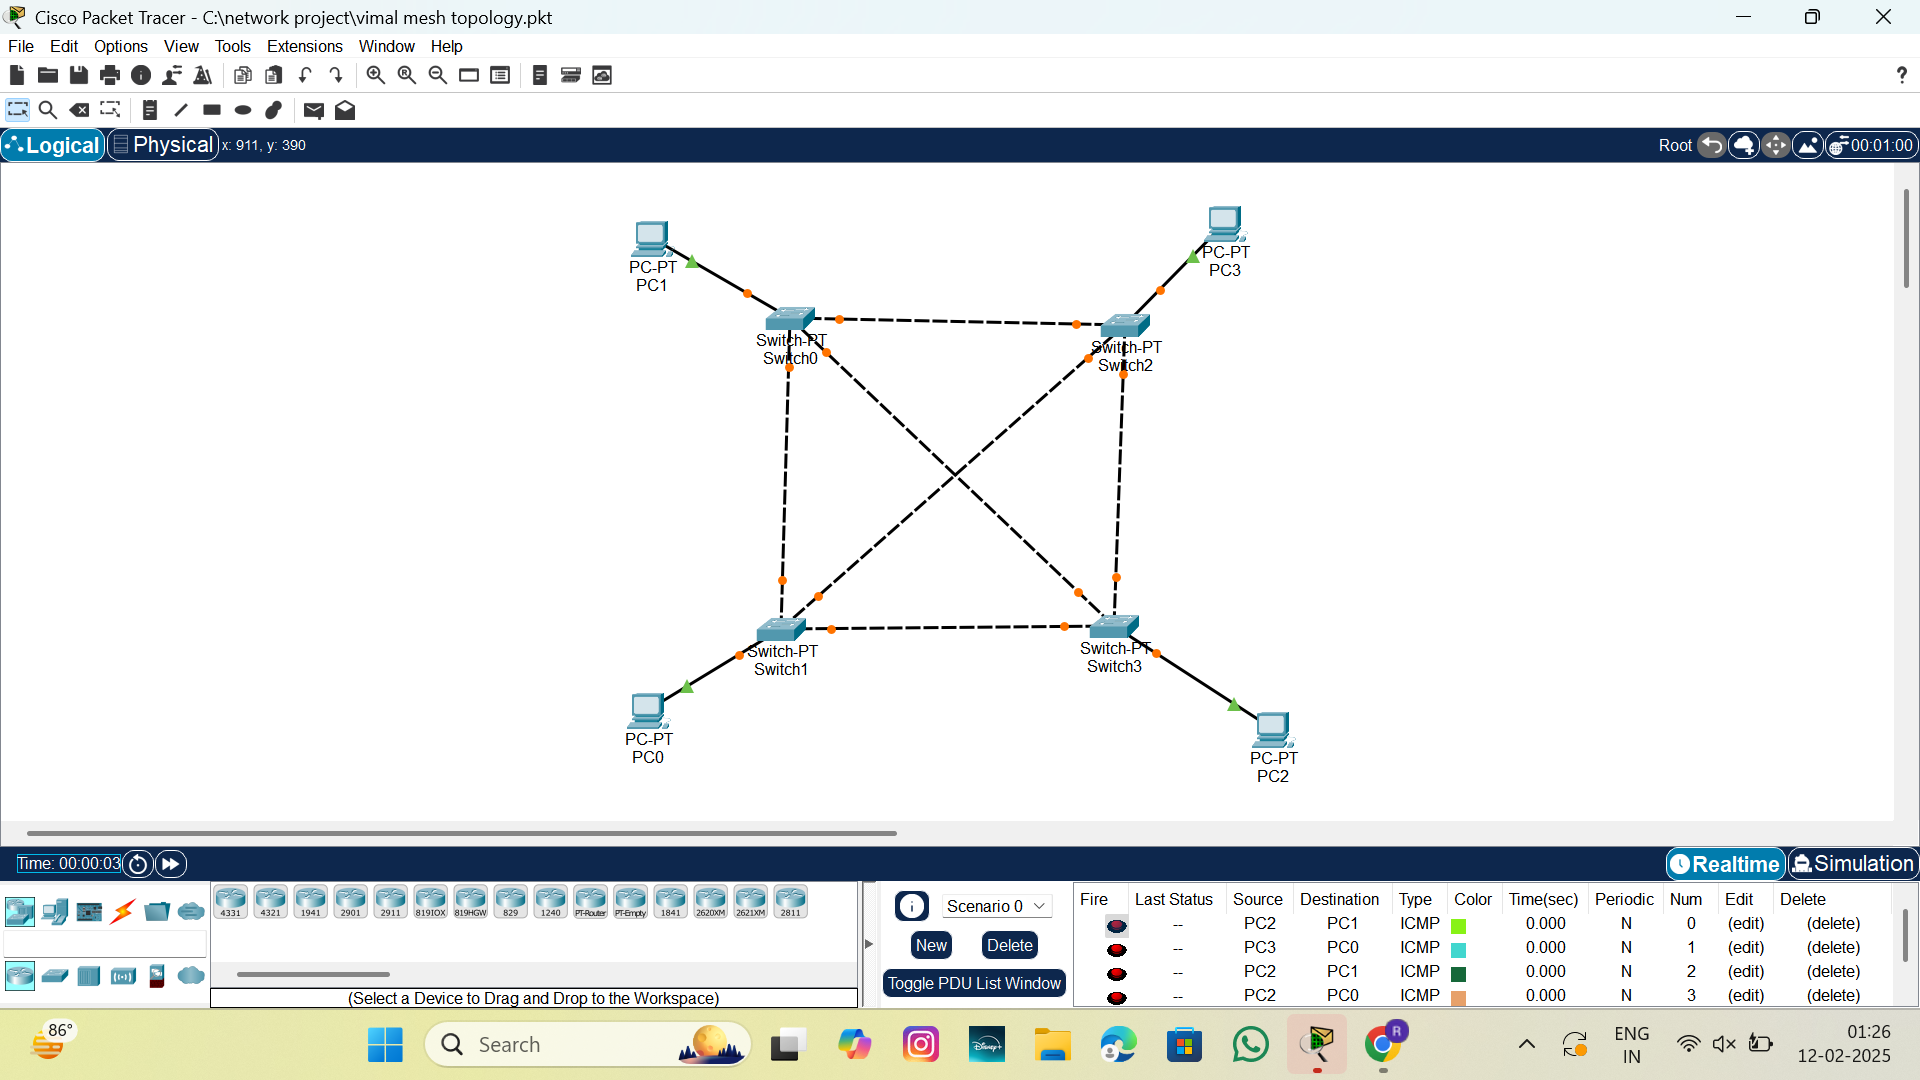 Cisco Packet Tracer - C:\network project\vimal mesh topology.pkt
File Edit Options View Tools Extensions Window Help
?
Logical Physical x: 911, y: 390 Root 00:01:00
PC-PT
PC1
PC-PT
PC3
Switch-PT
Switch0
Switch-PT
Switch2
Switch-PT
Switch1
Switch-PT
Switch3
PC-PT
PC0
PC-PT
PC2
Time: 00:00:03 Realtime Simulation
4331 4321 1941 2901 2911 819IOX 819HGW 829 1240 PT-Router PT-Empty 1841 2620XM 2621XM 2811
(Select a Device to Drag and Drop to the Workspace)
Scenario 0
New Delete
Toggle PDU List Window
Fire Last Status Source Destination Type Color Time(sec) Periodic Num Edit Delete
-- PC2 PC1 ICMP 0.000 N 0 (edit) (delete)
-- PC3 PC0 ICMP 0.000 N 1 (edit) (delete)
-- PC2 PC1 ICMP 0.000 N 2 (edit) (delete)
-- PC2 PC0 ICMP 0.000 N 3 (edit) (delete)
86°
Search
Disney+
R
ENG
IN
01:26
12-02-2025